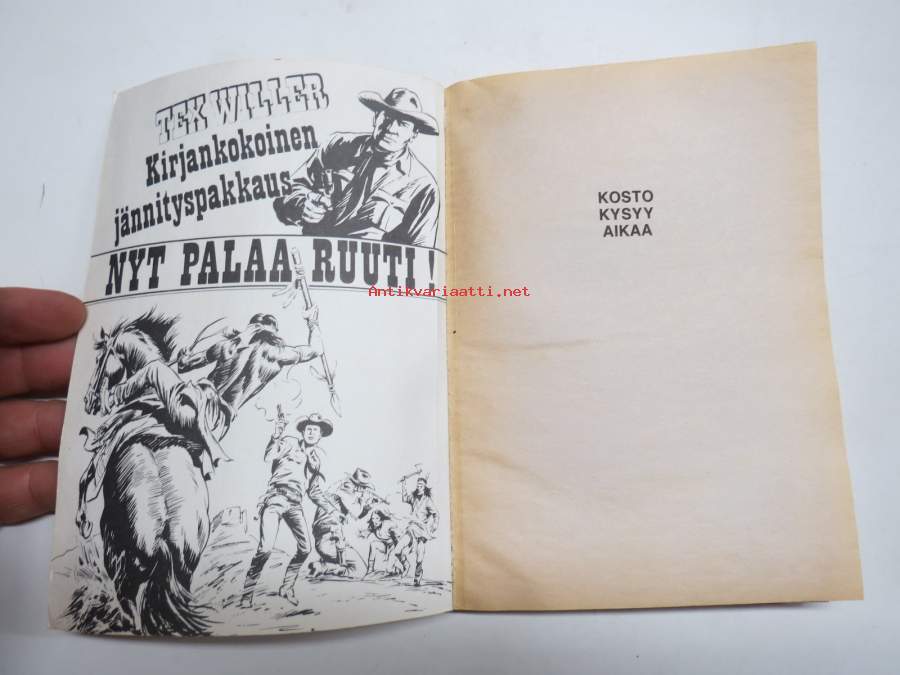 TEX WILLER
Kirjankokoinen
jännityspakkaus
NYT PALAA RUUTI!
KOSTO
KYSYY
AIKAA
Antikvariaatti.net